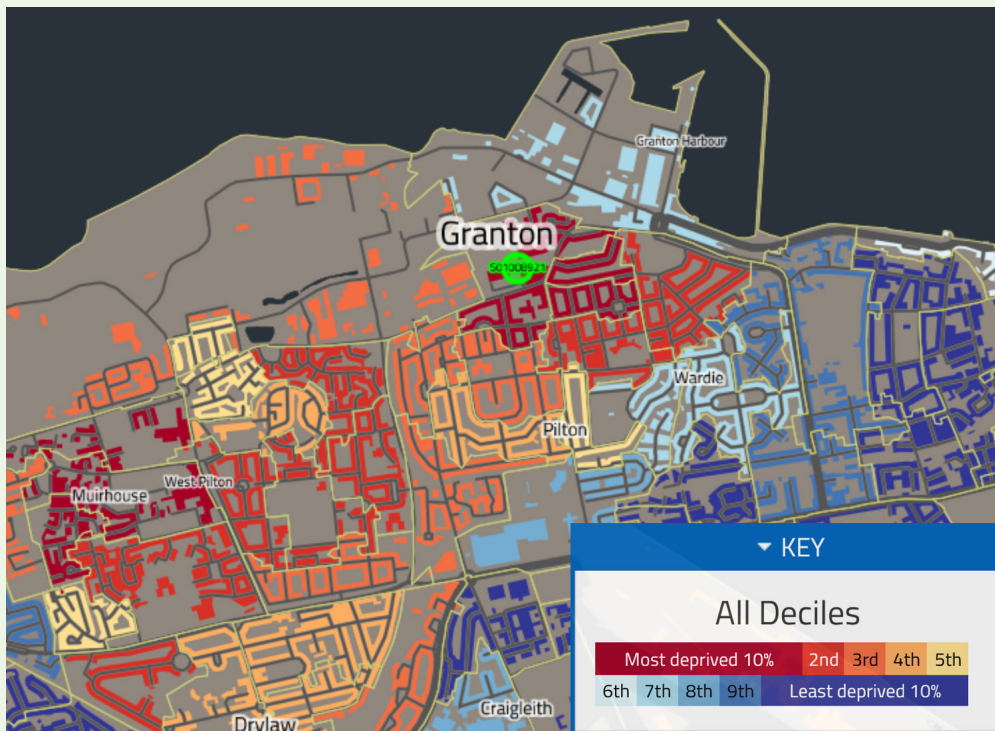 Granton Harbour
Granton
S01008921
Wardie
Pilton
West Pilton
Muirhouse
KEY
All Deciles
Most deprived 10% 2nd 3rd 4th 5th
6th 7th 8th 9th Least deprived 10%
Craigleith
Drylaw